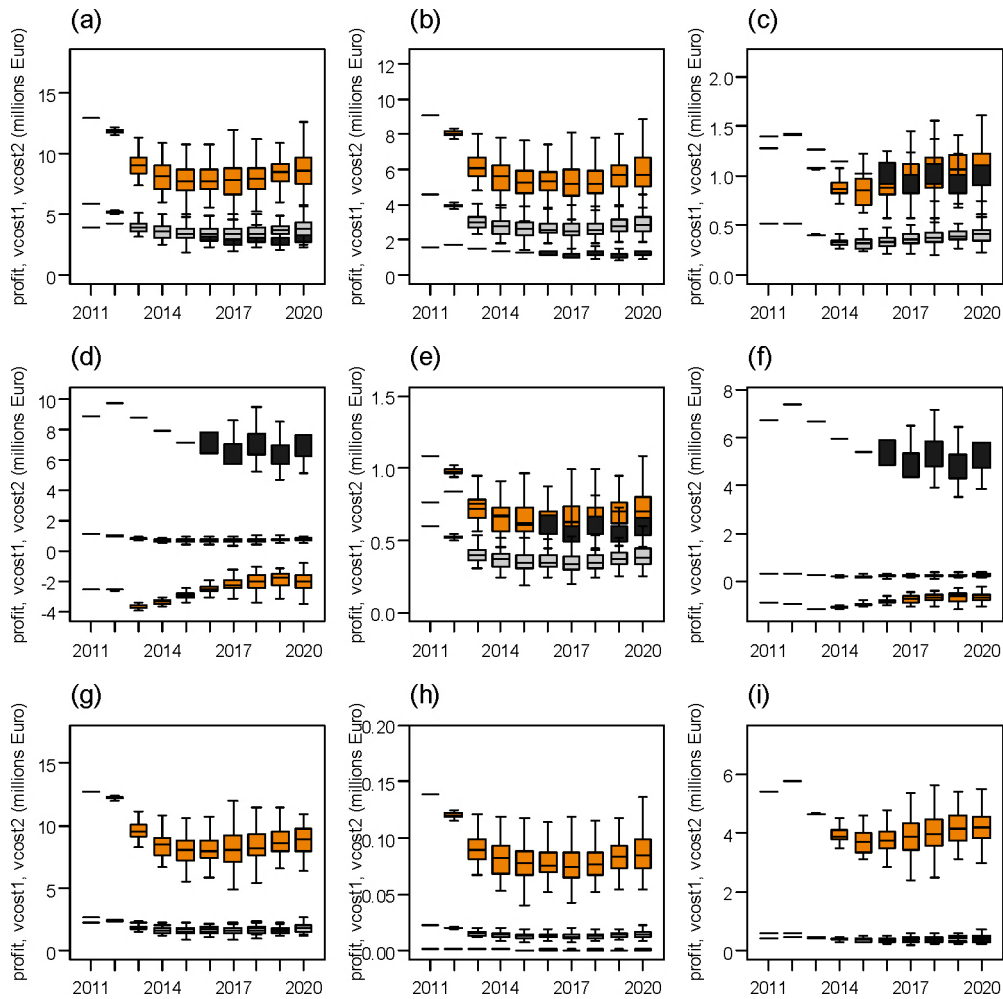 (a) (b) (c)
profit, vcost1, vcost2 (millions Euro) profit, vcost1, vcost2 (millions Euro) profit, vcost1, vcost2 (millions Euro)
15 12 2.0
10 10 1.5
5 8 1.0
0 6 0.5
4 0.0
2
0
2011 2014 2017 2020 2011 2014 2017 2020 2011 2014 2017 2020
(d) (e) (f)
profit, vcost1, vcost2 (millions Euro) profit, vcost1, vcost2 (millions Euro) profit, vcost1, vcost2 (millions Euro)
10 1.5 8
8 1.0 6
6 0.5 4
4 0.0 2
2 0
0
-2
-4
2011 2014 2017 2020 2011 2014 2017 2020 2011 2014 2017 2020
(g) (h) (i)
profit, vcost1, vcost2 (millions Euro) profit, vcost1, vcost2 (millions Euro) profit, vcost1, vcost2 (millions Euro)
15 0.20 6
10 0.15 4
5 0.10 2
0 0.05 0
0.00
2011 2014 2017 2020 2011 2014 2017 2020 2011 2014 2017 2020